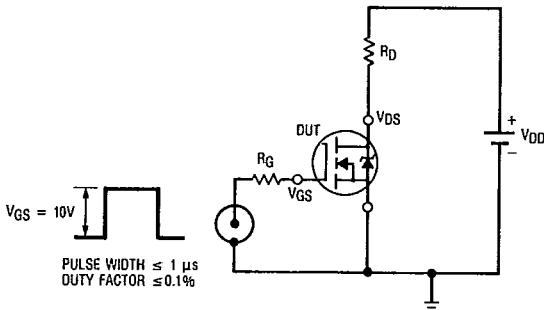 R_D
DUT
V_DS
+
V_DD
−
R_G
V_GS
V_GS = 10V
PULSE WIDTH ≤ 1 μs
DUTY FACTOR ≤ 0.1%